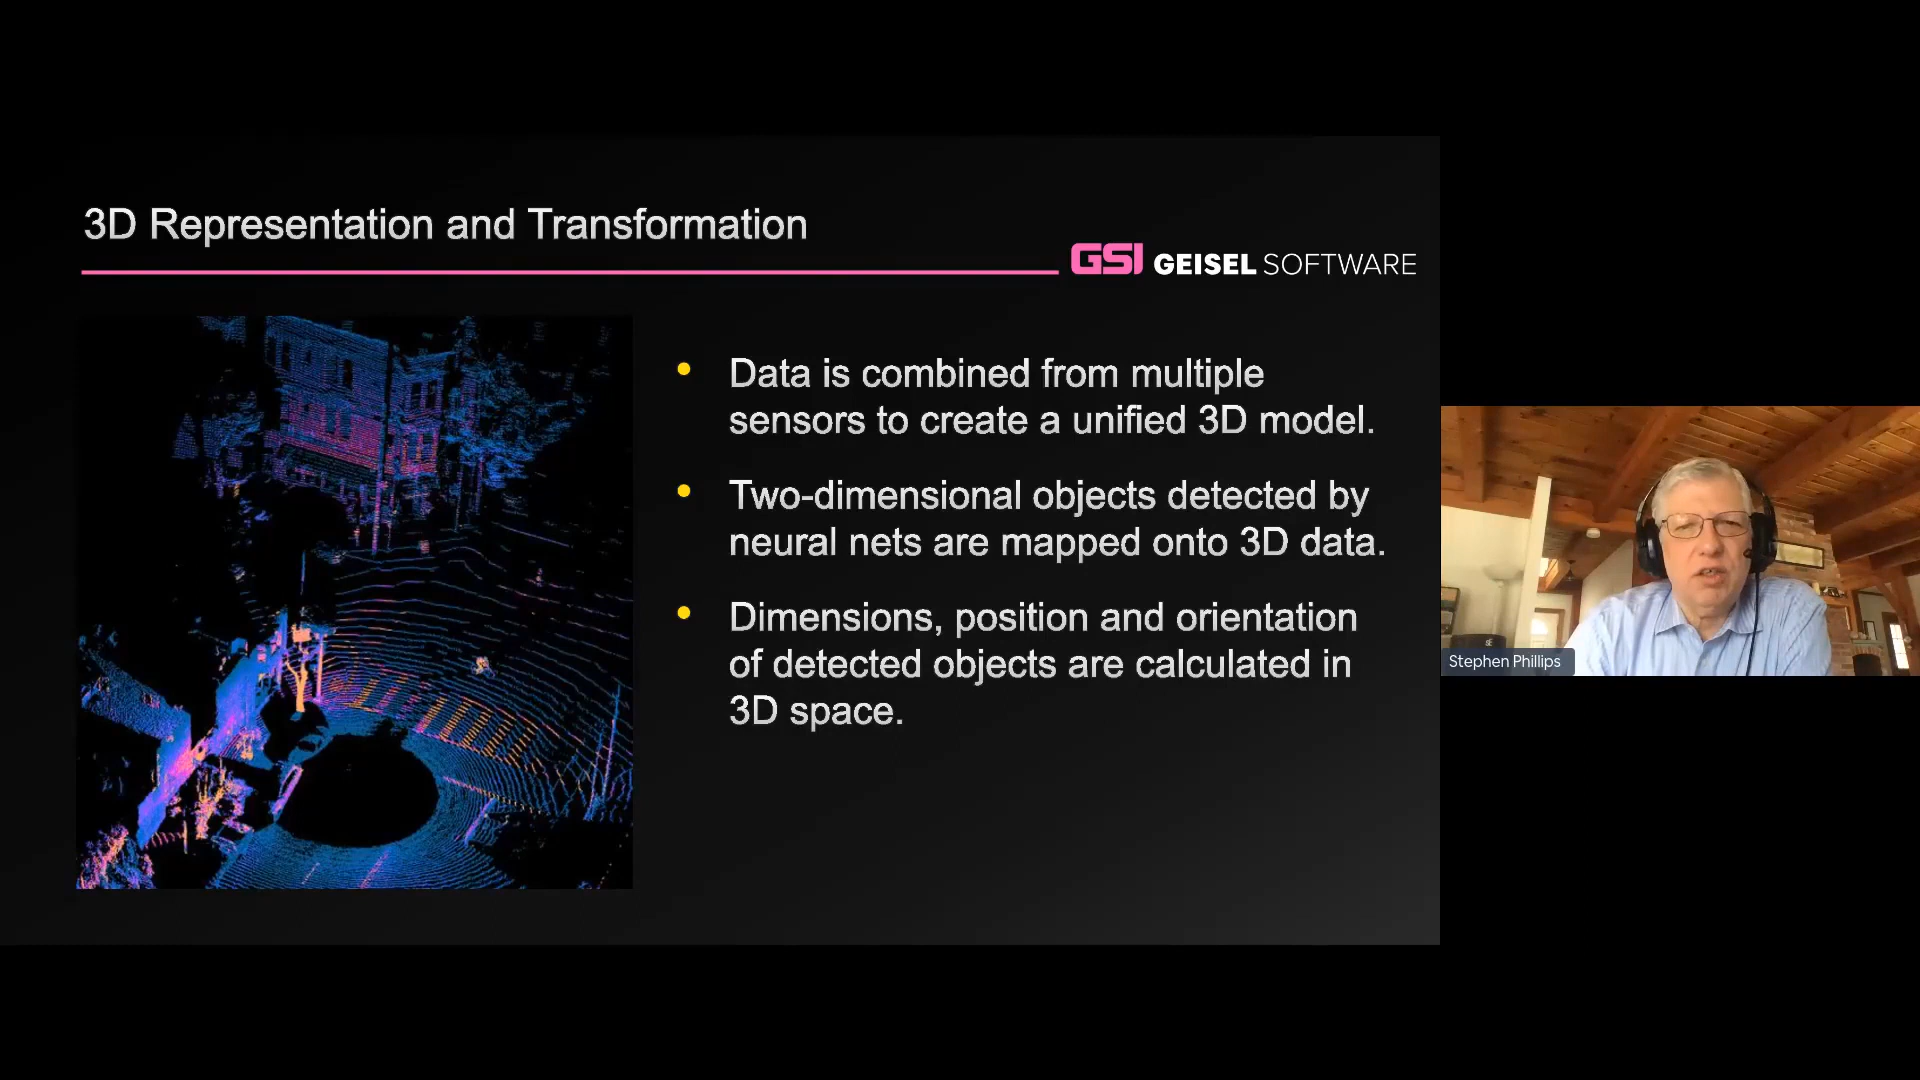 3D Representation and Transformation
GSI GEISEL SOFTWARE
Data is combined from multiple
sensors to create a unified 3D model.
Two-dimensional objects detected by
neural nets are mapped onto 3D data.
Dimensions, position and orientation
of detected objects are calculated in
3D space.
Stephen Phillips